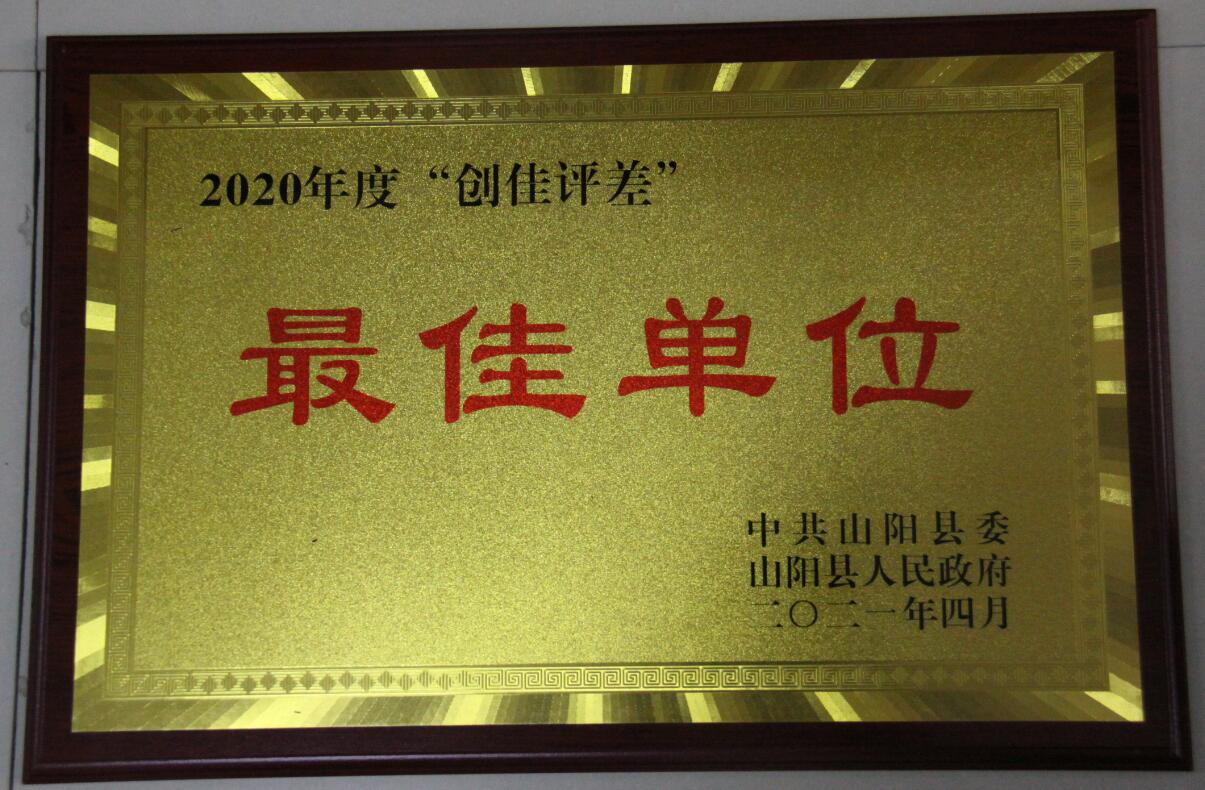 2020年度“创佳评差”
最佳单位
中共山阳县委
山阳县人民政府
二〇二一年四月